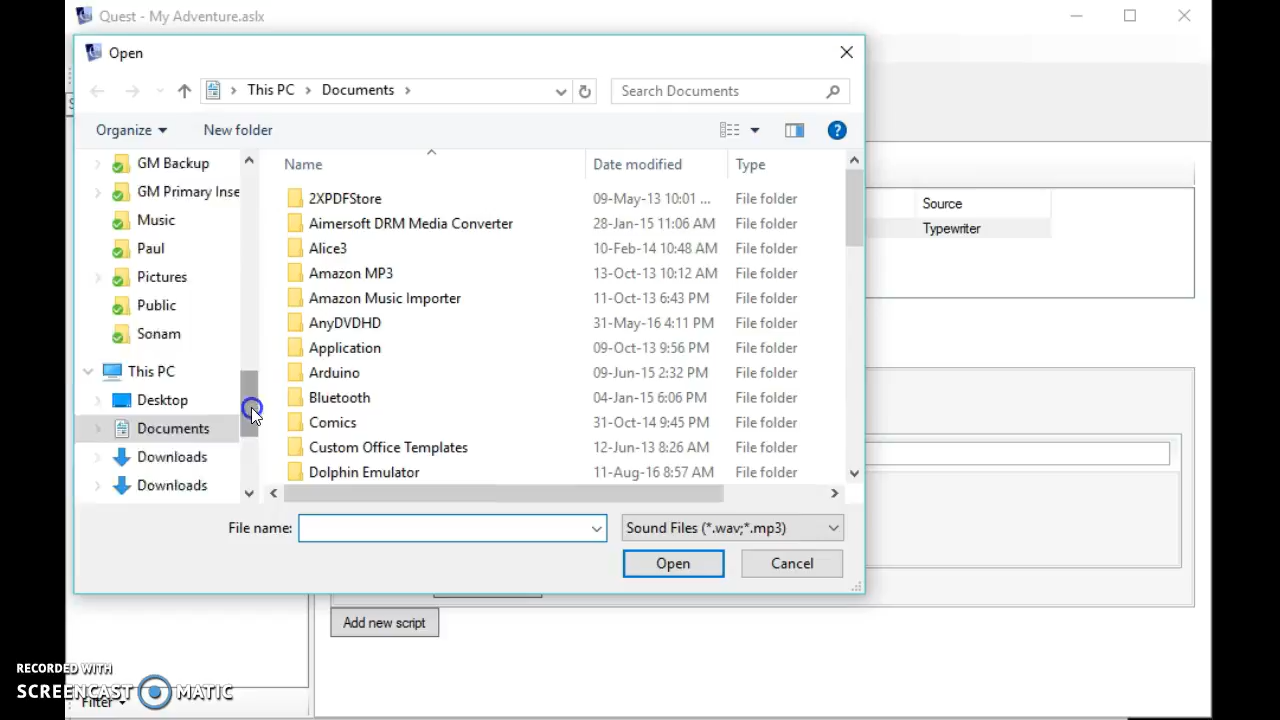 Quest - My Adventure.aslx
Open
This PC Documents
Search Documents
Organize
New folder
GM Backup
GM Primary Inse
Music
Paul
Pictures
Public
Sonam
This PC
Desktop
Documents
Downloads
Downloads
Name Date modified Type
2XPDFStore 09-May-13 10:01 ... File folder
Aimersoft DRM Media Converter 28-Jan-15 11:06 AM File folder
Alice3 10-Feb-14 10:48 AM File folder
Amazon MP3 13-Oct-13 10:12 AM File folder
Amazon Music Importer 11-Oct-13 6:43 PM File folder
AnyDVDHD 31-May-16 4:11 PM File folder
Application 09-Oct-13 9:56 PM File folder
Arduino 09-Jun-15 2:32 PM File folder
Bluetooth 04-Jan-15 6:06 PM File folder
Comics 31-Oct-14 9:45 PM File folder
Custom Office Templates 12-Jun-13 8:26 AM File folder
Dolphin Emulator 11-Aug-16 8:57 AM File folder
File name:
Sound Files (*.wav;*.mp3)
Open
Cancel
Source
Typewriter
Add new script
Filter
RECORDED WITH
SCREENCAST MATIC